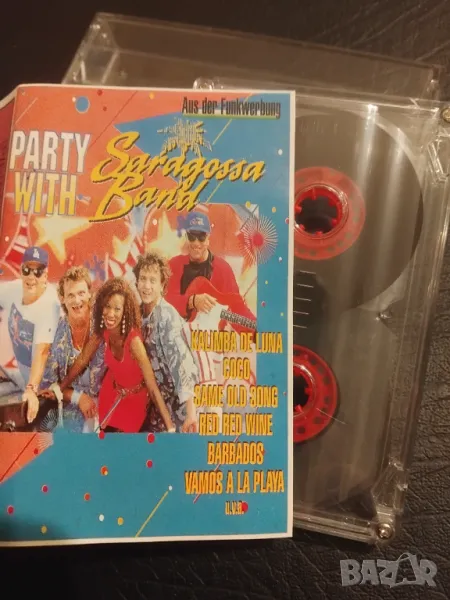 Aus der Funkwerbung
PARTY
WITH
Saragossa
Band
KALIMBA DE LUNA
COCO
SAME OLD SONG
RED RED WINE
BARBADOS
VAMOS A LA PLAYA
u.v.a.
BAZAR